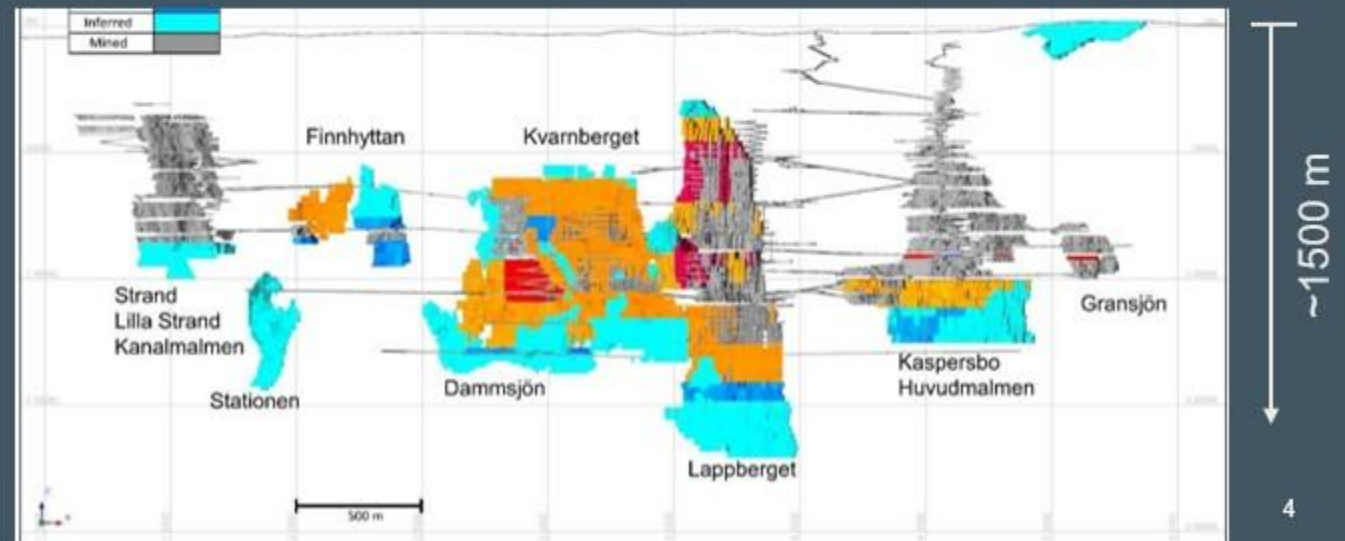 Inferred
Mined
Finnhyttan
Kvarnberget
Strand
Lilla Strand
Kanalmalmen
Stationen
Dammsjön
Lappberget
Kaspersbo
Huvudmalmen
Gransjön
500 m
~1500 m
4